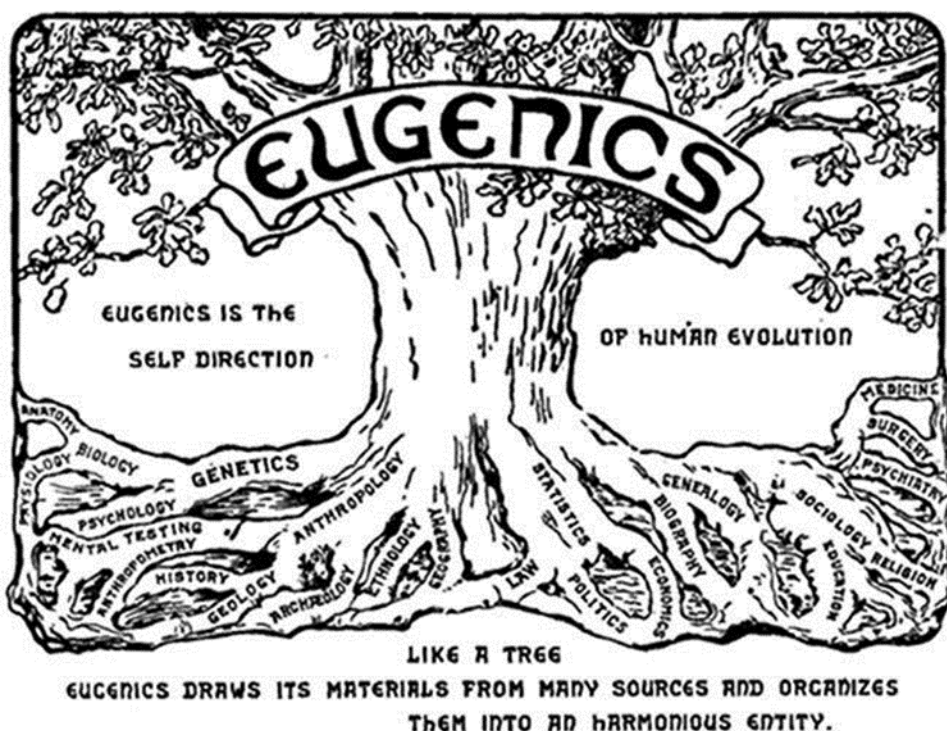 EUGENICS
EUGENICS IS THE
SELF DIRECTION
OF HUMAN EVOLUTION
ANATOMY
PHYSIOLOGY
BIOLOGY
GENETICS
PSYCHOLOGY
MENTAL TESTING
ANTHROPOMETRY
HISTORY
GEOLOGY
ANTHROPOLOGY
ARCHÆOLOGY
ETHNOLOGY
GEOGRAPHY
LAW
STATISTICS
POLITICS
ECONOMICS
BIOGRAPHY
GENEALOGY
EDUCATION
SOCIOLOGY
RELIGION
PSYCHIATRY
SURGERY
MEDICINE
LIKE A TREE
EUGENICS DRAWS ITS MATERIALS FROM MANY SOURCES AND ORGANIZES
THEM INTO AN HARMONIOUS ENTITY.